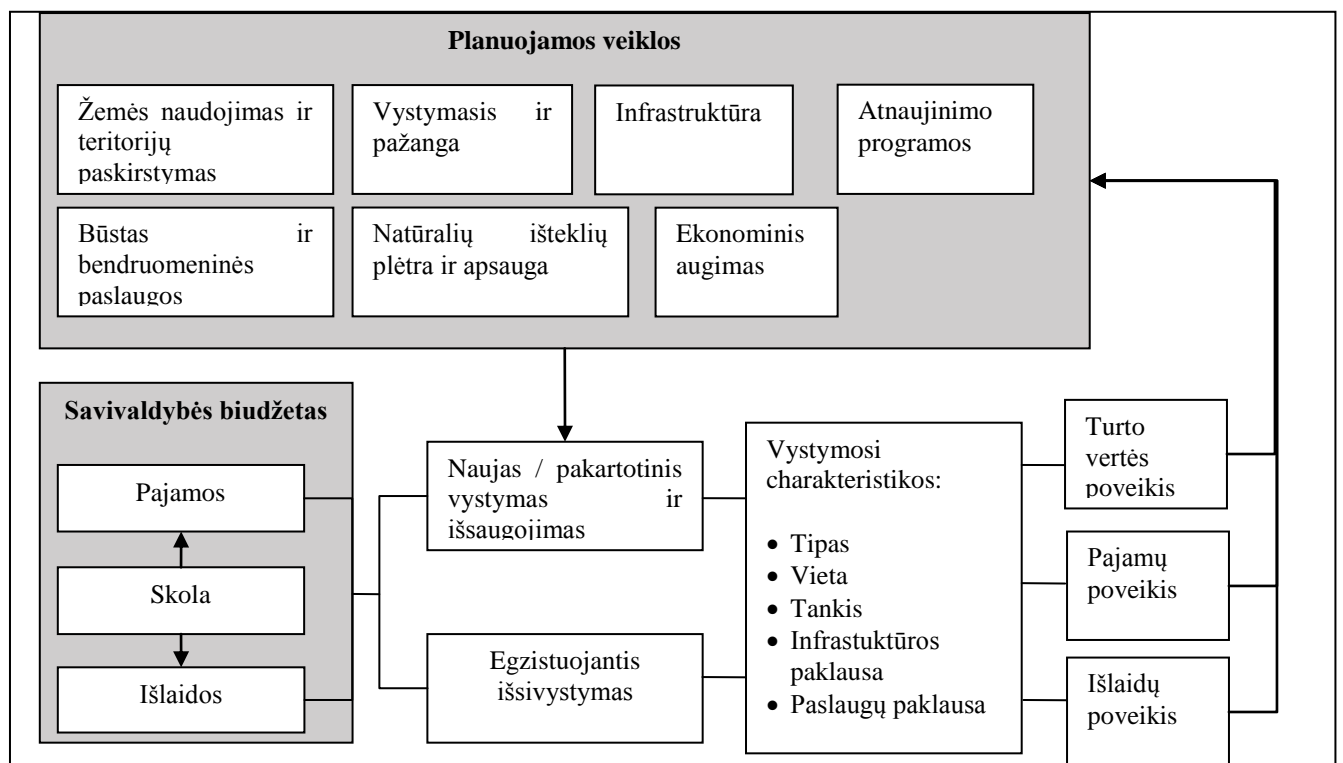 Planuojamos veiklos
Žemės naudojimas ir
teritorijų
paskirstymas
Vystymasis ir
pažanga
Infrastruktūra
Atnaujinimo
programos
Būstas ir
bendruomeninės
paslaugos
Natūralių išteklių
plėtra ir apsauga
Ekonominis
augimas
Savivaldybės biudžetas
Pajamos
Skola
Išlaidos
Naujas / pakartotinis
vystymas ir
išsaugojimas
Egzistuojantis
išsivystymas
Vystymosi
charakteristikos:
• Tipas
• Vieta
• Tankis
• Infrastuktūros
paklausa
• Paslaugų paklausa
Turto
vertės
poveikis
Pajamų
poveikis
Išlaidų
poveikis